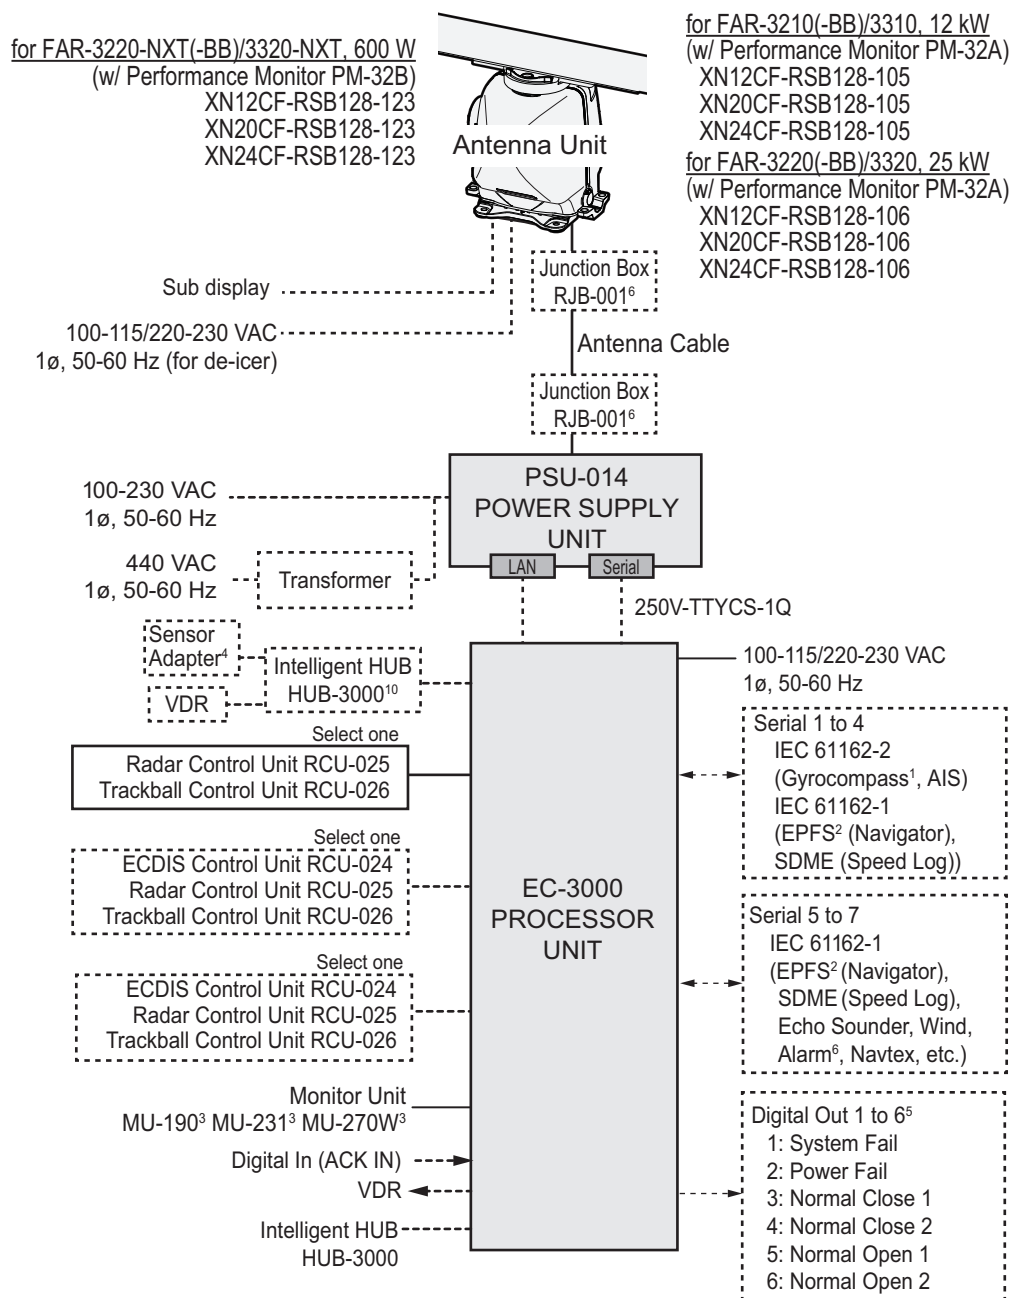 for FAR-3220-NXT(-BB)/3320-NXT, 600 W
(w/ Performance Monitor PM-32B)
XN12CF-RSB128-123
XN20CF-RSB128-123
XN24CF-RSB128-123
for FAR-3210(-BB)/3310, 12 kW
(w/ Performance Monitor PM-32A)
XN12CF-RSB128-105
XN20CF-RSB128-105
XN24CF-RSB128-105
for FAR-3220(-BB)/3320, 25 kW
(w/ Performance Monitor PM-32A)
XN12CF-RSB128-106
XN20CF-RSB128-106
XN24CF-RSB128-106
Antenna Unit
Sub display
100-115/220-230 VAC
1ø, 50-60 Hz (for de-icer)
Junction Box
RJB-001⁶
Antenna Cable
Junction Box
RJB-001⁶
PSU-014
POWER SUPPLY
UNIT
LAN
Serial
100-230 VAC
1ø, 50-60 Hz
440 VAC
1ø, 50-60 Hz
Transformer
250V-TTYCS-1Q
Sensor
Adapter⁴
VDR
Intelligent HUB
HUB-3000¹⁰
100-115/220-230 VAC
1ø, 50-60 Hz
Select one
Radar Control Unit RCU-025
Trackball Control Unit RCU-026
Select one
ECDIS Control Unit RCU-024
Radar Control Unit RCU-025
Trackball Control Unit RCU-026
Select one
ECDIS Control Unit RCU-024
Radar Control Unit RCU-025
Trackball Control Unit RCU-026
EC-3000
PROCESSOR
UNIT
Serial 1 to 4
IEC 61162-2
(Gyrocompass¹, AIS)
IEC 61162-1
(EPFS² (Navigator),
SDME (Speed Log))
Serial 5 to 7
IEC 61162-1
(EPFS² (Navigator),
SDME (Speed Log),
Echo Sounder, Wind,
Alarm⁶, Navtex, etc.)
Monitor Unit
MU-190³ MU-231³ MU-270W³
Digital In (ACK IN)
VDR
Intelligent HUB
HUB-3000
Digital Out 1 to 6⁵
1: System Fail
2: Power Fail
3: Normal Close 1
4: Normal Close 2
5: Normal Open 1
6: Normal Open 2